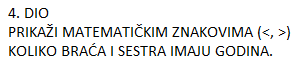 4. DIO
PRIKAŽI MATEMATIČKIM ZNAKOVIMA (<, >)
KOLIKO BRAĆA I SESTRA IMAJU GODINA.